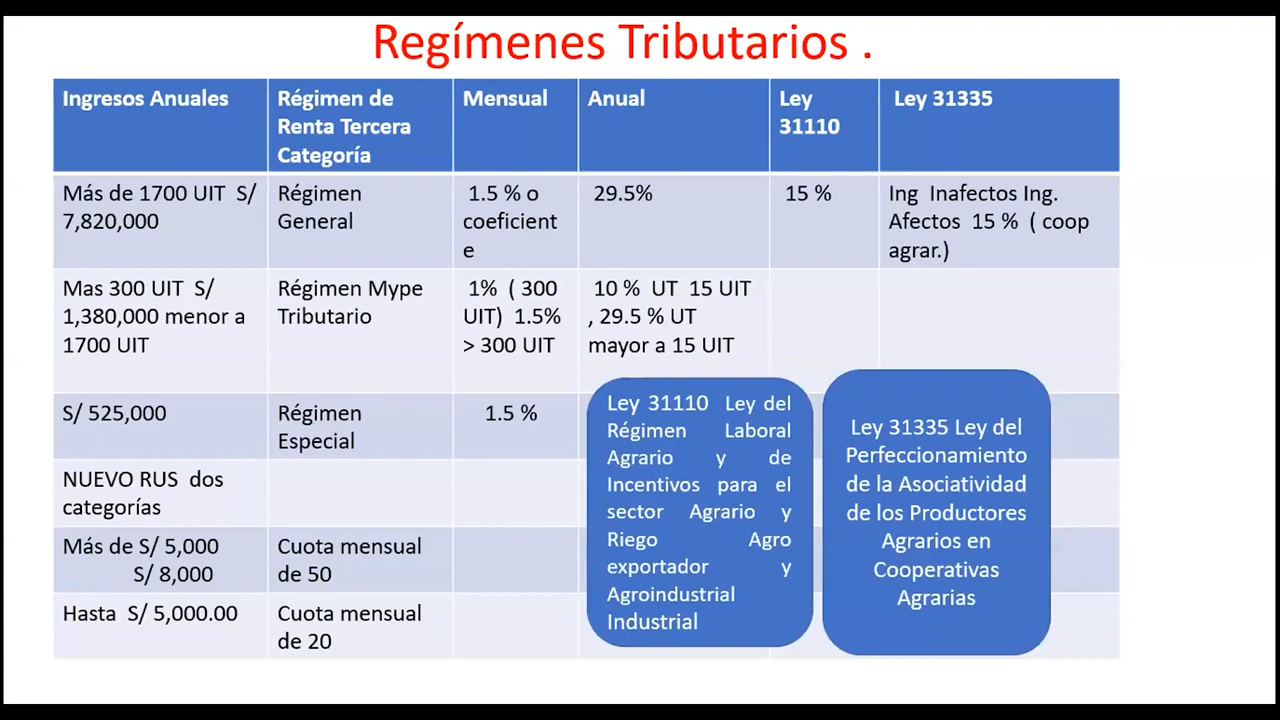 Regímenes Tributarios .
Ingresos Anuales
Régimen de
Renta Tercera
Categoría
Mensual
Anual
Ley
31110
Ley 31335
Más de 1700 UIT S/
7,820,000
Régimen
General
1.5 % o
coeficient
e
29.5%
15 %
Ing Inafectos Ing.
Afectos 15 % ( coop
agrar.)
Mas 300 UIT S/
1,380,000 menor a
1700 UIT
Régimen Mype
Tributario
1% ( 300
UIT) 1.5%
> 300 UIT
10 % UT 15 UIT
, 29.5 % UT
mayor a 15 UIT
S/ 525,000
Régimen
Especial
1.5 %
NUEVO RUS dos
categorías
Más de S/ 5,000
S/ 8,000
Cuota mensual
de 50
Hasta S/ 5,000.00
Cuota mensual
de 20
Ley 31110 Ley del
Régimen Laboral
Agrario y de
Incentivos para el
sector Agrario y
Riego Agro
exportador y
Agroindustrial
Industrial
Ley 31335 Ley del
Perfeccionamiento
de la Asociatividad
de los Productores
Agrarios en
Cooperativas
Agrarias